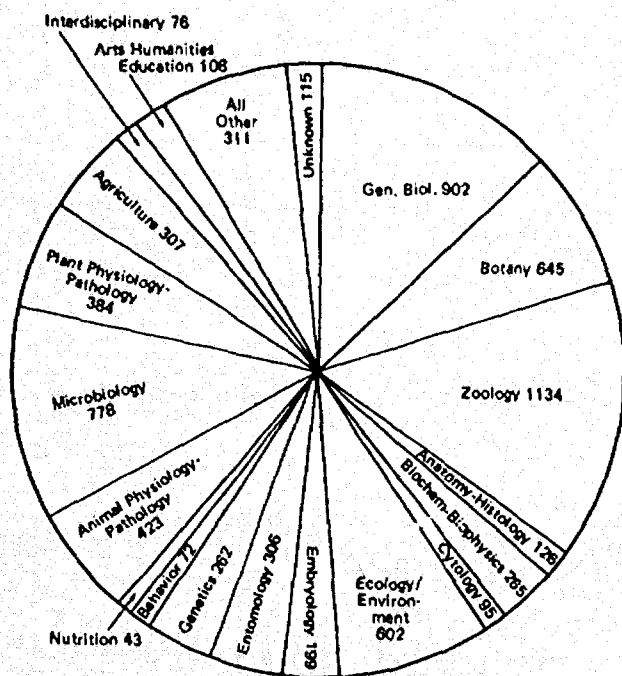 Interdisciplinary 76
Arts Humanities
Education 108
All
Other
311
Unknown 115
Gen. Biol. 902
Botany 645
Zoology 1134
Anatomy-Histology 126
Biochem-Biophysics 265
Cytology 95
Ecology/
Environ-
ment
602
Embryology 199
Entomology 306
Genetics 262
Behavior 72
Nutrition 43
Animal Physiology-
Pathology
423
Microbiology
778
Plant Physiology-
Pathology
384
Agriculture 307